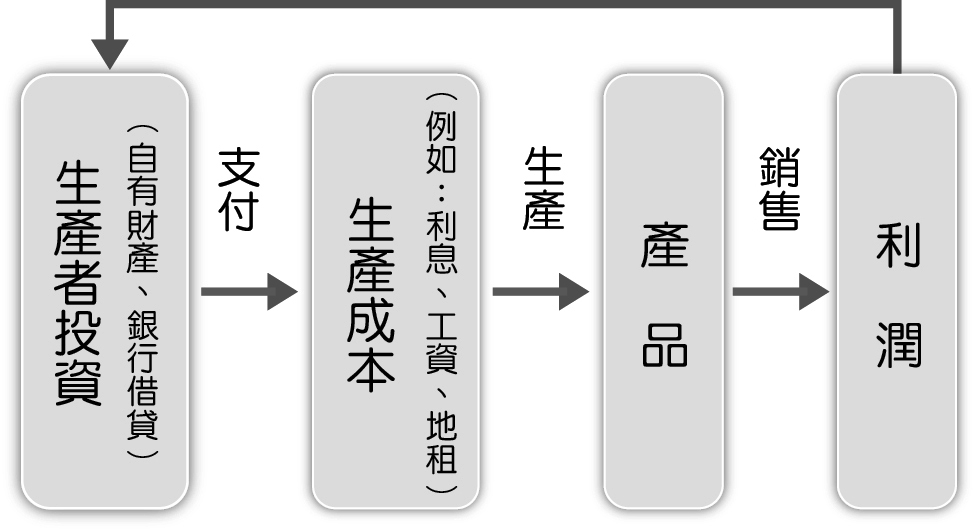 生產者投資
（自有財產、銀行借貸）
支付
生產成本
（例如：利息、工資、地租）
生產
產品
銷售
利潤